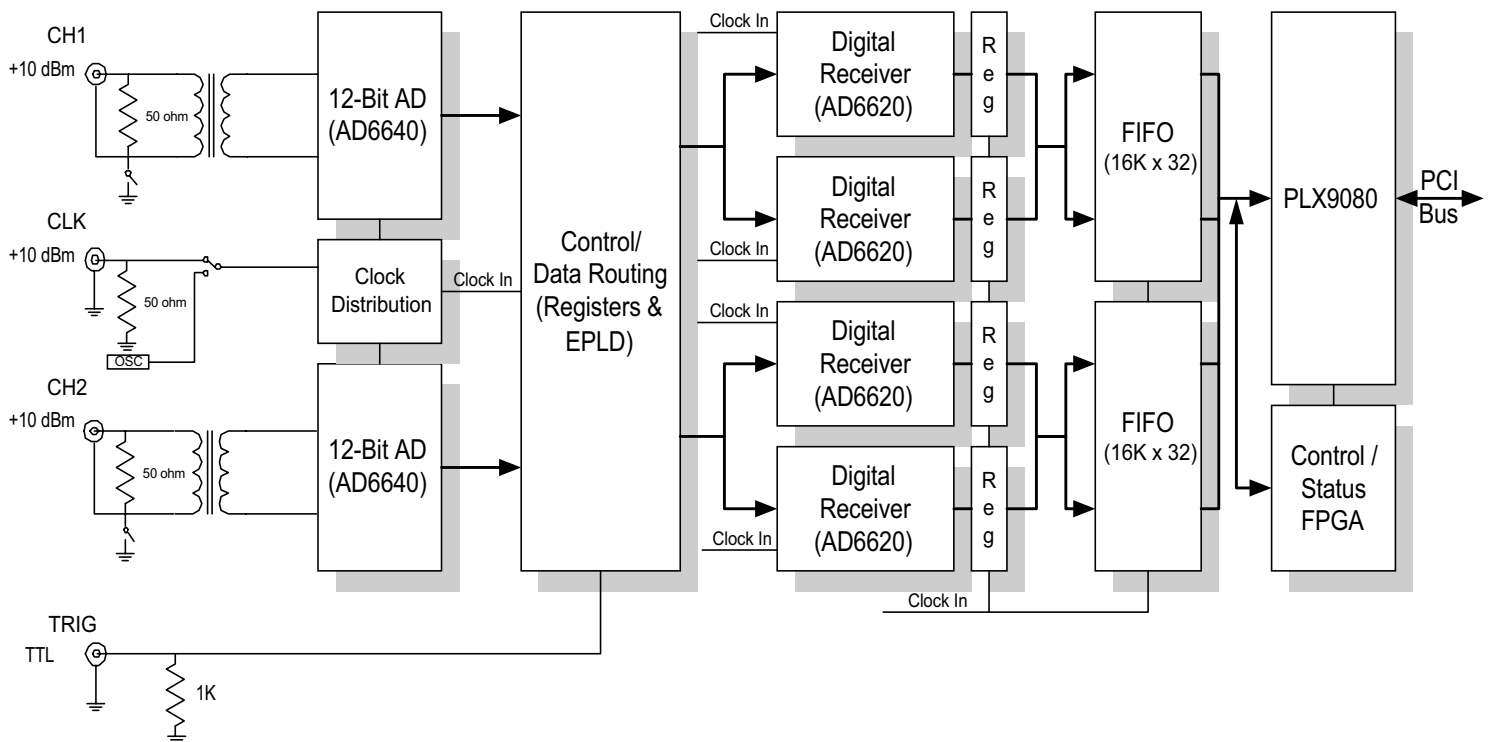 CH1
+10 dBm
50 ohm
12-Bit AD
(AD6640)
CLK
+10 dBm
50 ohm
OSC
Clock
Distribution
Clock In
CH2
+10 dBm
50 ohm
12-Bit AD
(AD6640)
TRIG
TTL
1K
Control/
Data Routing
(Registers &
EPLD)
Clock In
Digital
Receiver
(AD6620)
R
e
g
Digital
Receiver
(AD6620)
R
e
g
Clock In
Clock In
Digital
Receiver
(AD6620)
R
e
g
Digital
Receiver
(AD6620)
R
e
g
Clock In
Clock In
FIFO
(16K x 32)
FIFO
(16K x 32)
PLX9080
PCI
Bus
Control /
Status
FPGA